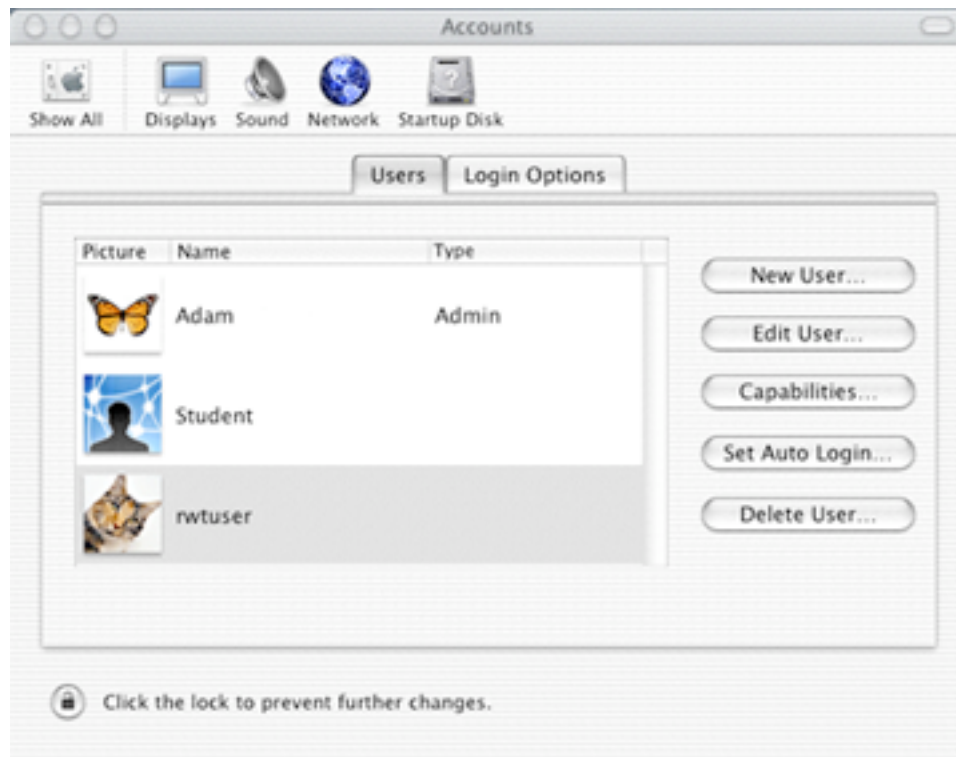 Accounts
Show All Displays Sound Network Startup Disk
Users Login Options
Picture Name Type
Adam Admin
Student
rwtuser
New User...
Edit User...
Capabilities...
Set Auto Login...
Delete User...
Click the lock to prevent further changes.